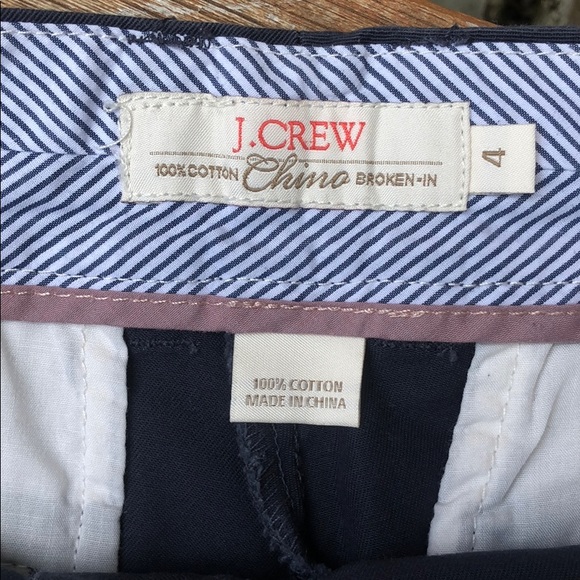 J.CREW
100% COTTON Chino BROKEN-IN
4
100% COTTON
MADE IN CHINA